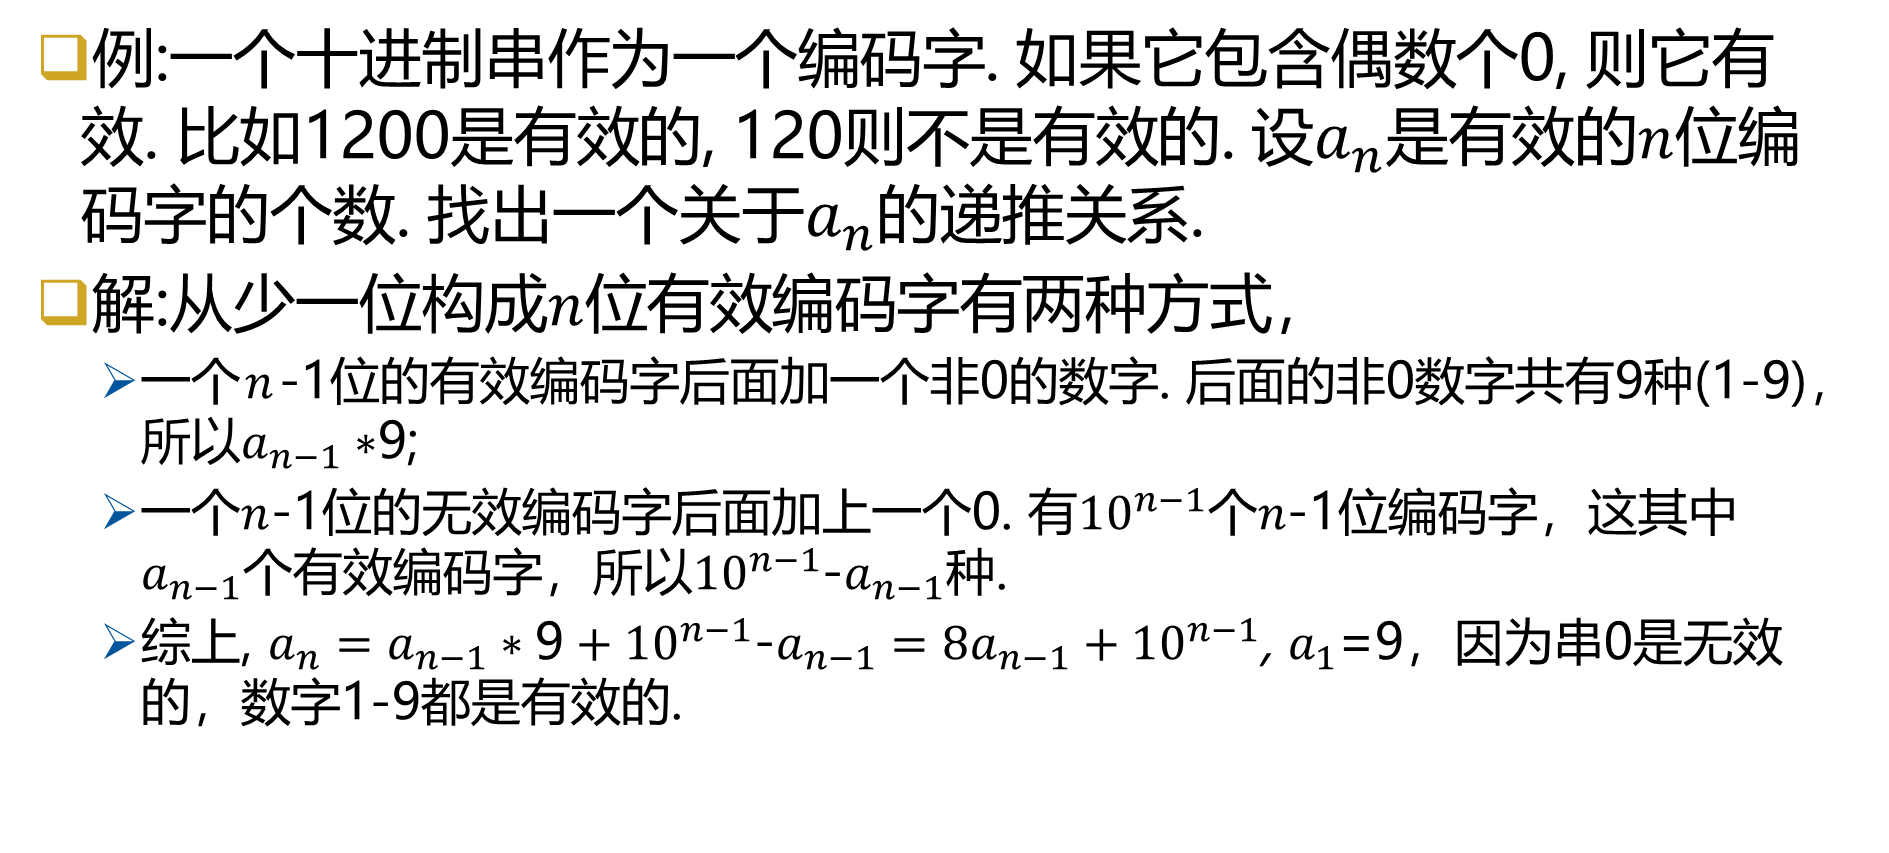 例:一个十进制串作为一个编码字. 如果它包含偶数个0, 则它有
效. 比如1200是有效的, 120则不是有效的. 设aₙ是有效的n位编
码字的个数. 找出一个关于aₙ的递推关系.
解:从少一位构成n位有效编码字有两种方式，
一个n-1位的有效编码字后面加一个非0的数字. 后面的非0数字共有9种(1-9)，
所以aₙ₋₁ *9;
一个n-1位的无效编码字后面加上一个0. 有10ⁿ⁻¹个n-1位编码字，这其中
aₙ₋₁个有效编码字，所以10ⁿ⁻¹-aₙ₋₁种.
综上, aₙ = aₙ₋₁ * 9 + 10ⁿ⁻¹-aₙ₋₁ = 8aₙ₋₁ + 10ⁿ⁻¹, a₁=9，因为串0是无效
的，数字1-9都是有效的.